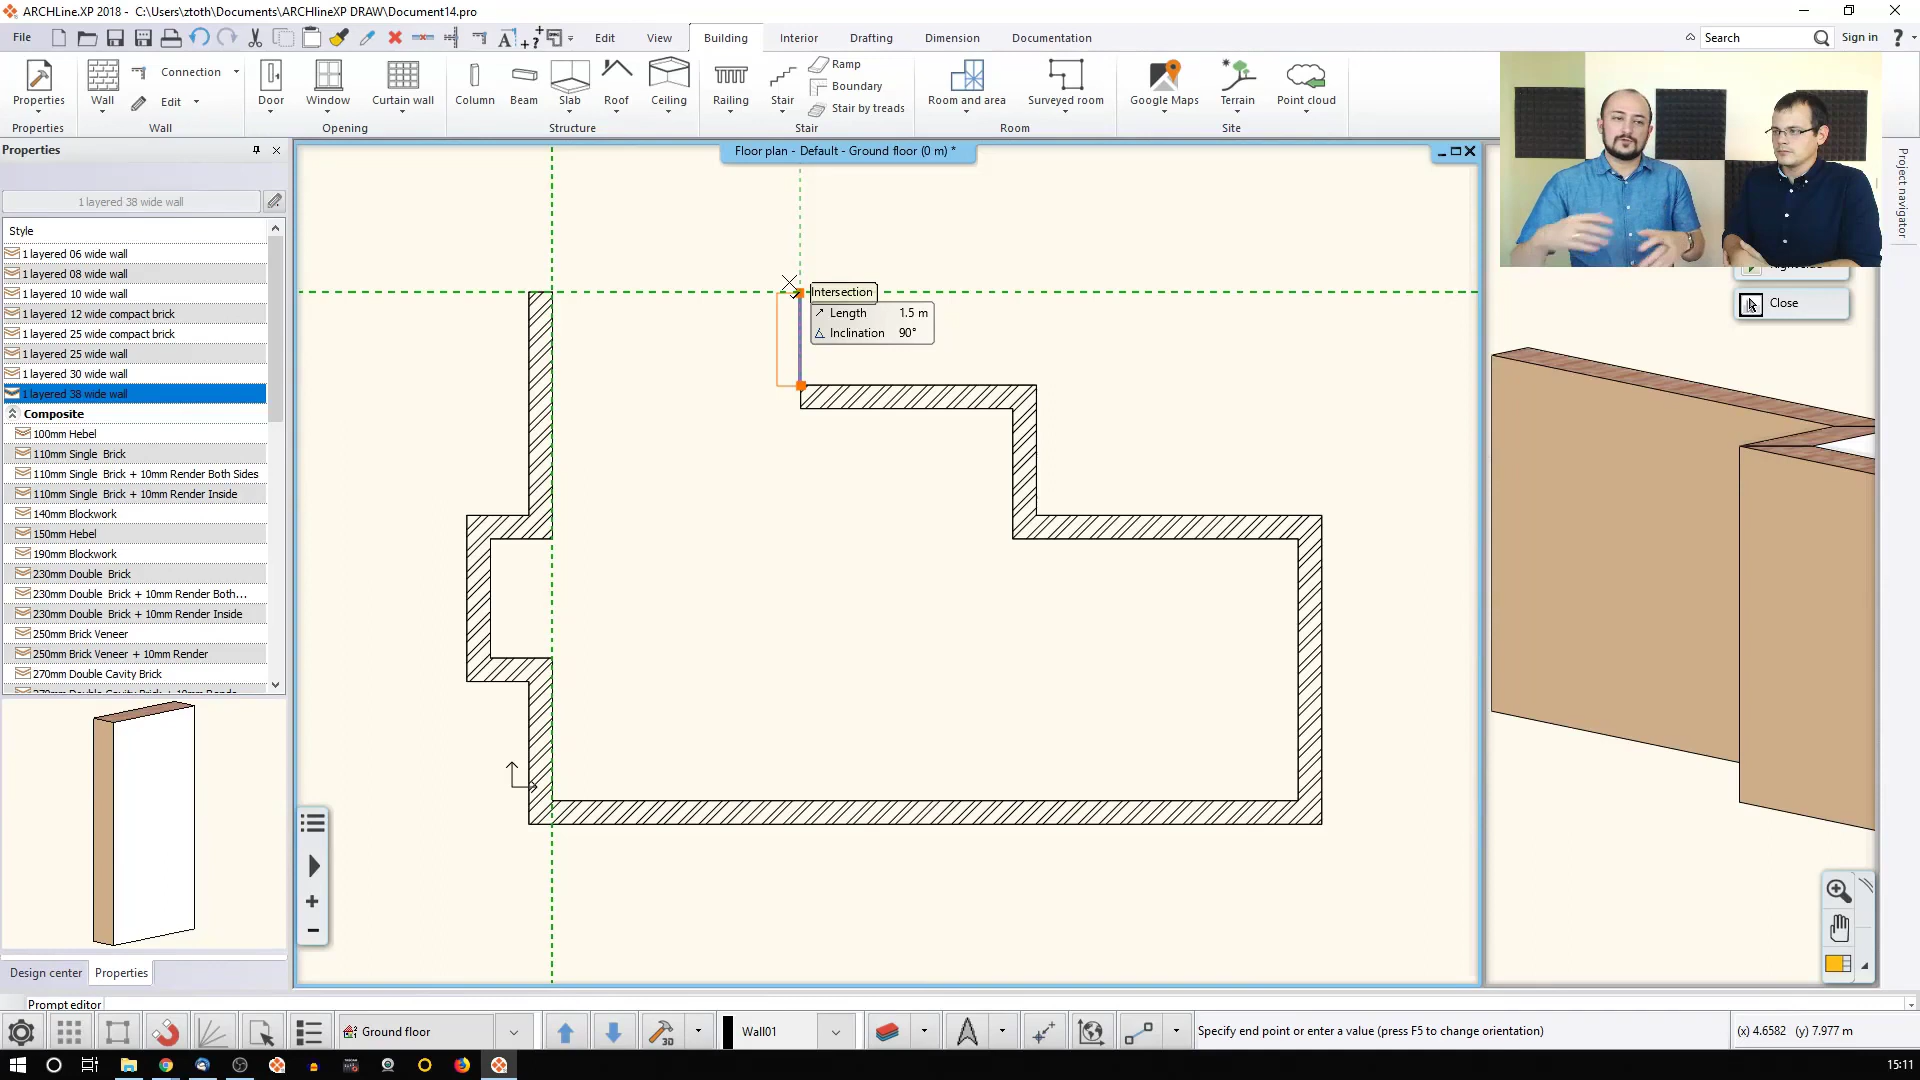 ARCHLine.XP 2018 - C:\Users\ztoth\Documents\ARCHlineXP DRAW\Document14.pro
File
Edit
View
Building
Interior
Drafting
Dimension
Documentation
Search
Sign in
Properties
Wall
Connection
Edit
Door
Window
Curtain wall
Column
Beam
Slab
Roof
Ceiling
Railing
Stair
Ramp
Boundary
Stair by treads
Room and area
Surveyed room
Google Maps
Terrain
Point cloud
Properties
Wall
Opening
Structure
Stair
Room
Site
Properties
1 layered 38 wide wall
Style
1 layered 06 wide wall
1 layered 08 wide wall
1 layered 10 wide wall
1 layered 12 wide compact brick
1 layered 25 wide compact brick
1 layered 25 wide wall
1 layered 30 wide wall
1 layered 38 wide wall
Composite
100mm Hebel
110mm Single Brick
110mm Single Brick + 10mm Render Both Sides
110mm Single Brick + 10mm Render Inside
140mm Blockwork
150mm Hebel
190mm Blockwork
230mm Double Brick
230mm Double Brick + 10mm Render Both...
230mm Double Brick + 10mm Render Inside
250mm Brick Veneer
250mm Brick Veneer + 10mm Render
270mm Double Cavity Brick
Design center
Properties
Floor plan - Default - Ground floor (0 m) *
Intersection
Length 1.5 m
Inclination 90°
Close
Project navigator
Prompt editor
Ground floor
3D
Wall01
Specify end point or enter a value (press F5 to change orientation)
(x) 4.6582 (y) 7.977 m
15:11